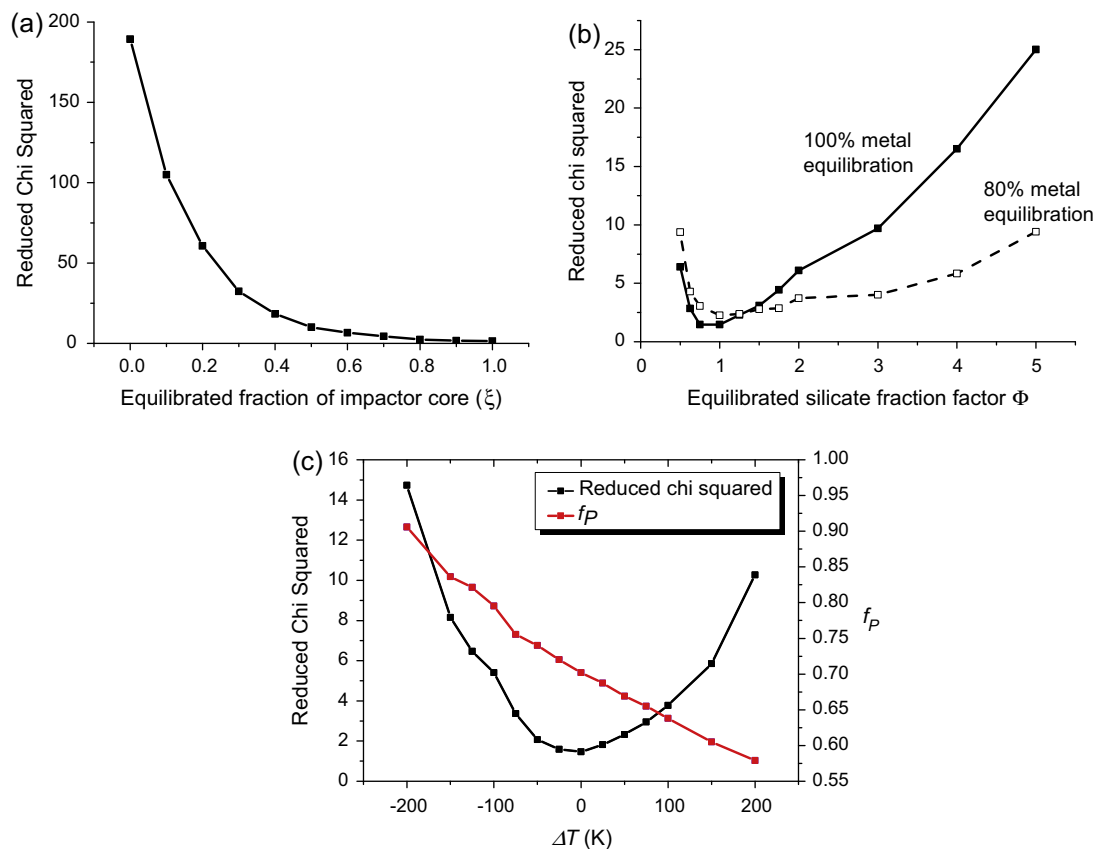 (a)
200
150
100
50
0
Reduced Chi Squared
0.0 0.2 0.4 0.6 0.8 1.0
Equilibrated fraction of impactor core (ξ)
(b)
25
20
15
10
5
0
Reduced chi squared
100% metal
equilibration
80% metal
equilibration
0 1 2 3 4 5
Equilibrated silicate fraction factor Φ
(c)
16
14
12
10
8
6
4
2
0
Reduced Chi Squared
Reduced chi squared
fP
1.00
0.95
0.90
0.85
0.80
0.75
0.70
0.65
0.60
0.55
fP
-200 -100 0 100 200
ΔT (K)